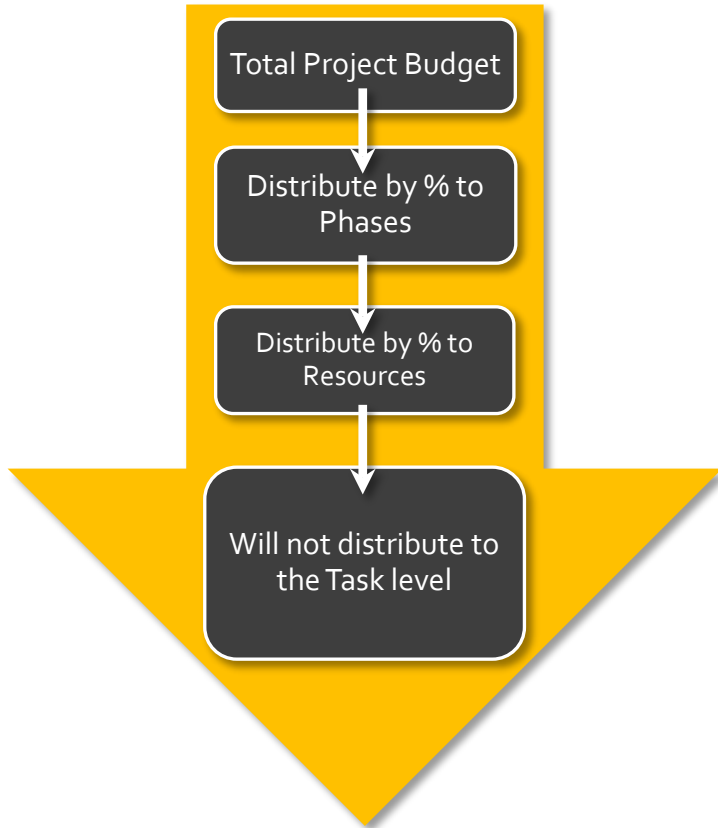 Total Project Budget
Distribute by % to
Phases
Distribute by % to
Resources
Will not distribute to
the Task level